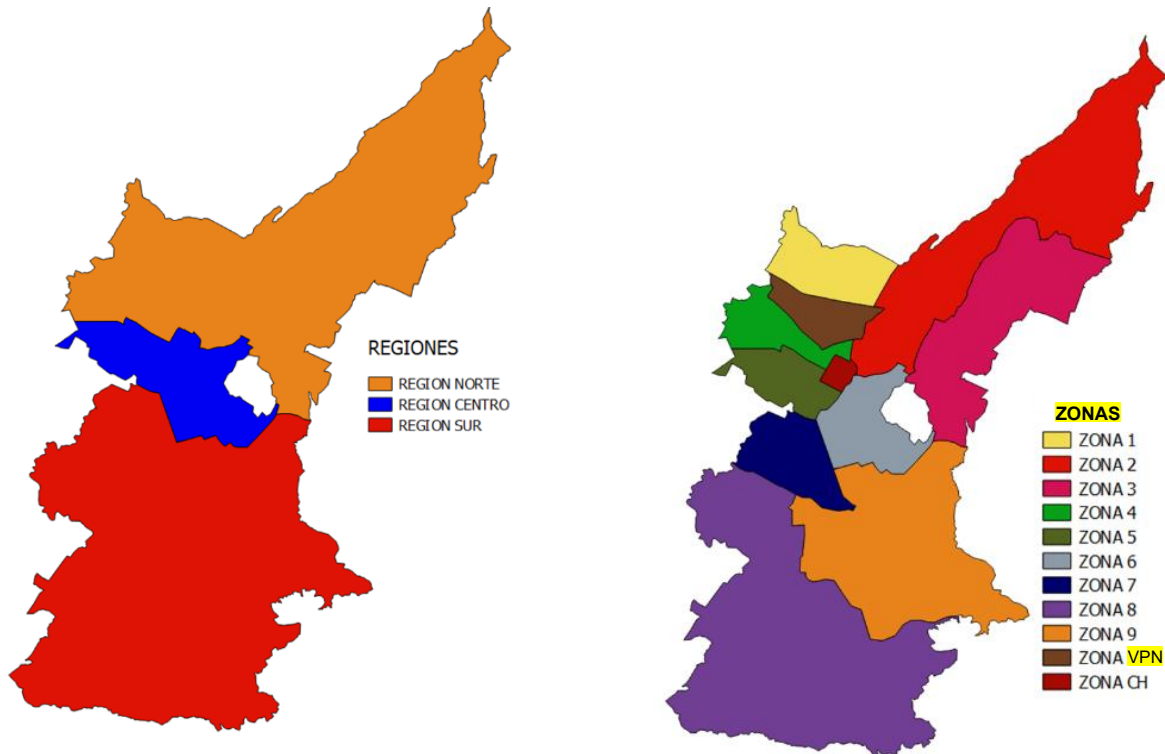 REGIONES
REGION NORTE
REGION CENTRO
REGION SUR
ZONAS
ZONA 1
ZONA 2
ZONA 3
ZONA 4
ZONA 5
ZONA 6
ZONA 7
ZONA 8
ZONA 9
ZONA VPN
ZONA CH